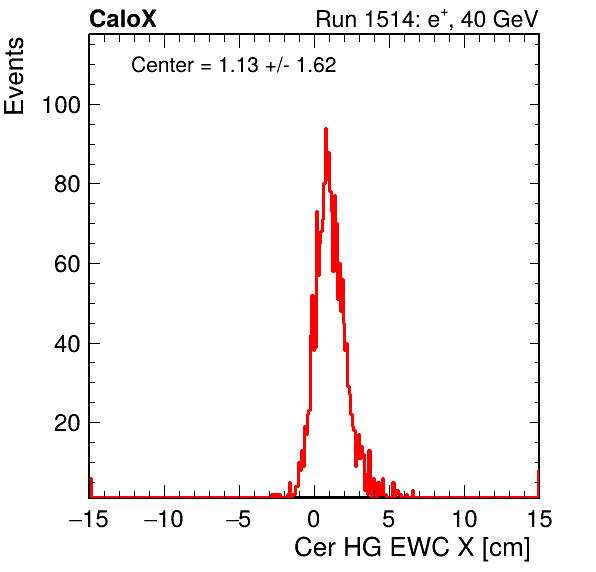 CaloX Run 1514: e⁺, 40 GeV
Center = 1.13 +/- 1.62
Events
100
80
60
40
20
−15 −10 −5 0 5 10 15
Cer HG EWC X [cm]